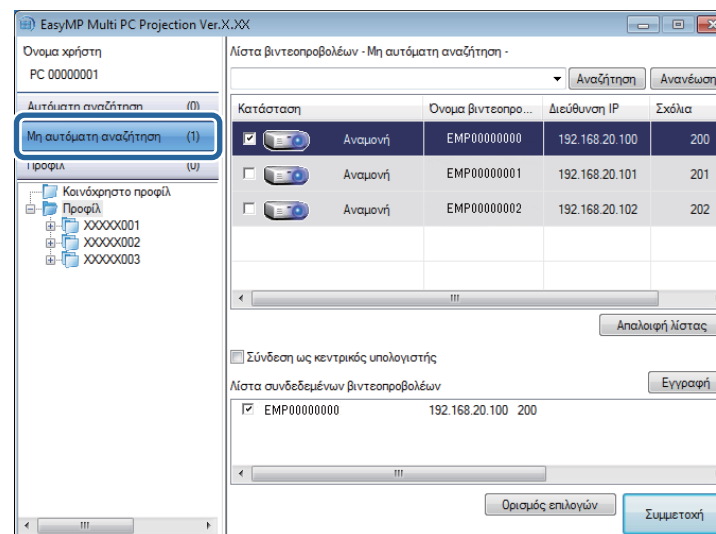 EasyMP Multi PC Projection Ver.X.XX
Όνομα χρήστη
PC 00000001
Αυτόματη αναζήτηση (0)
Μη αυτόματη αναζήτηση (1)
Προφίλ (0)
Κοινόχρηστο προφίλ
Προφίλ
XXXXX001
XXXXX002
XXXXX003
Λίστα βιντεοπροβολέων - Μη αυτόματη αναζήτηση -
Αναζήτηση Ανανέωση
Κατάσταση Όνομα βιντεοπρο... Διεύθυνση IP Σχόλια
Αναμονή EMP00000000 192.168.20.100 200
Αναμονή EMP00000001 192.168.20.101 201
Αναμονή EMP00000002 192.168.20.102 202
Απαλοιφή λίστας
Σύνδεση ως κεντρικός υπολογιστής
Λίστα συνδεδεμένων βιντεοπροβολέων
Εγγραφή
EMP00000000 192.168.20.100 200
Ορισμός επιλογών
Συμμετοχή